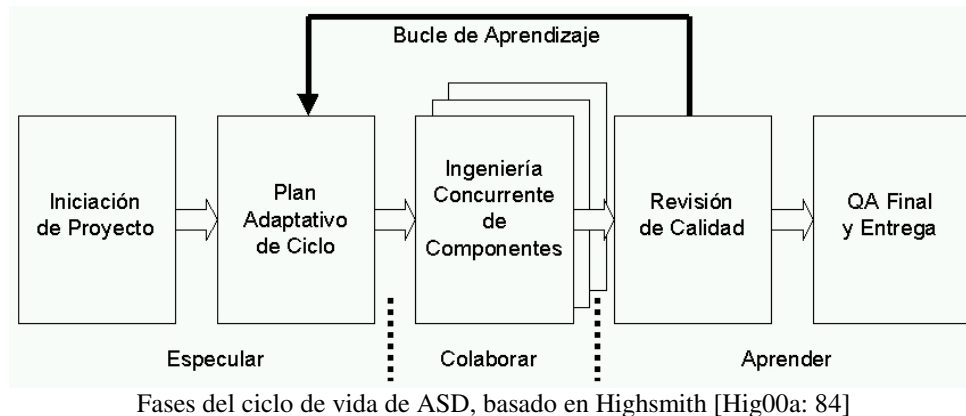 Bucle de Aprendizaje
Iniciación
de Proyecto
Plan
Adaptativo
de Ciclo
Ingeniería
Concurrente
de
Componentes
Revisión
de Calidad
QA Final
y Entrega
Especular
Colaborar
Aprender
Fases del ciclo de vida de ASD, basado en Highsmith [Hig00a: 84]